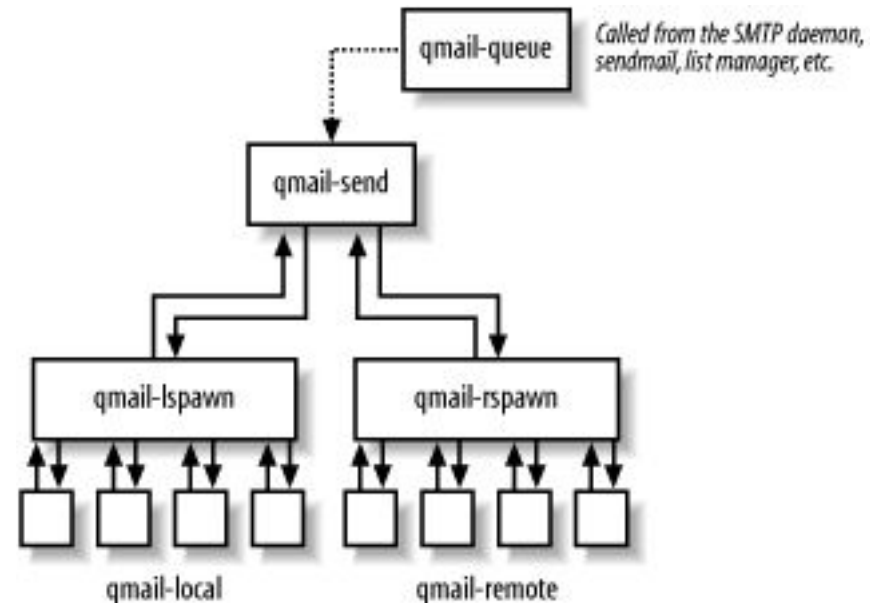 qmail-queue
Called from the SMTP daemon,
sendmail, list manager, etc.
qmail-send
qmail-lspawn
qmail-rspawn
qmail-local
qmail-remote